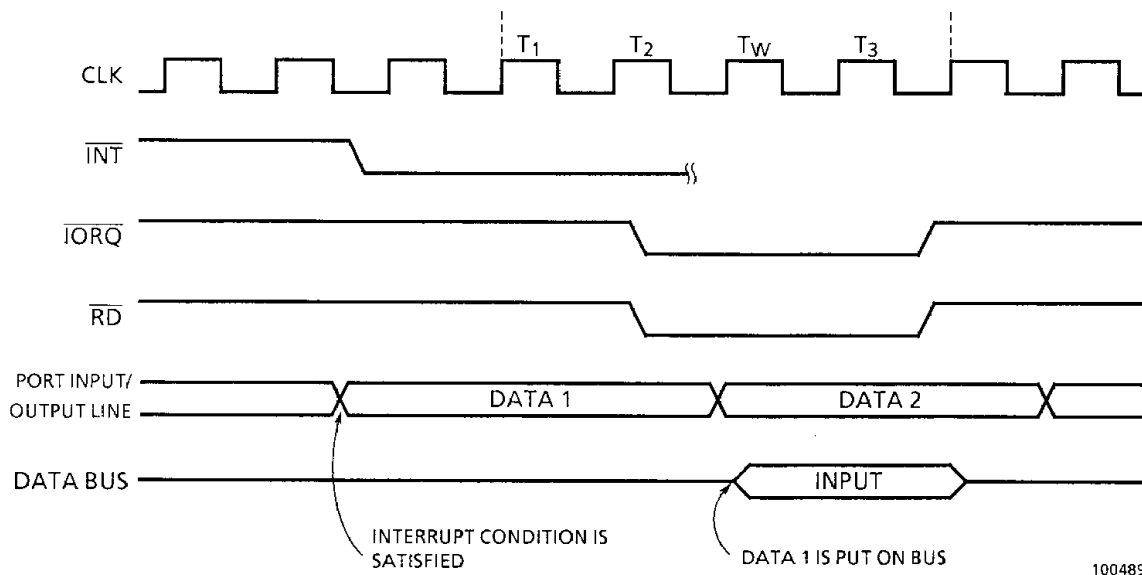 T1 T2 TW T3
CLK
INT
IORQ
RD
PORT INPUT/
OUTPUT LINE
DATA 1 DATA 2
DATA BUS
INPUT
INTERRUPT CONDITION IS
SATISFIED
DATA 1 IS PUT ON BUS
100489